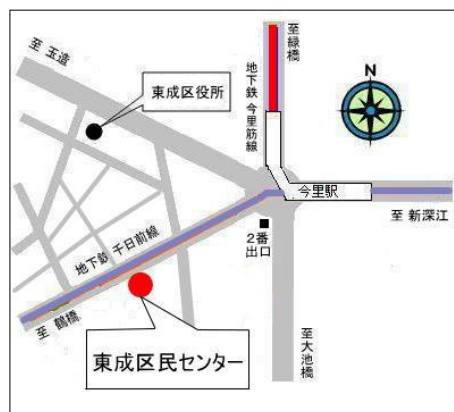 至 玉造
東成区役所
地下鉄 今里筋線
至緑橋
N
今里駅
至 新深江
2番
出口
地下鉄 千日前線
至 鶴橋
東成区民センター
至大池橋